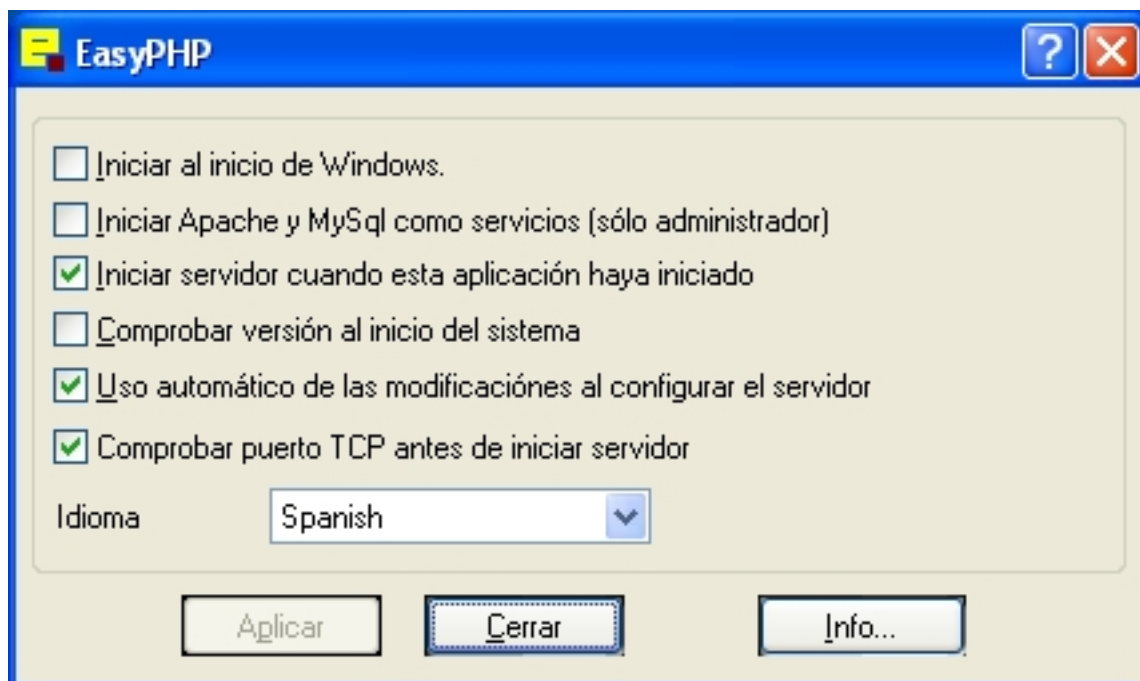 EasyPHP
Iniciar al inicio de Windows.
Iniciar Apache y MySql como servicios (sólo administrador)
Iniciar servidor cuando esta aplicación haya iniciado
Comprobar versión al inicio del sistema
Uso automático de las modificaciónes al configurar el servidor
Comprobar puerto TCP antes de iniciar servidor
Idioma Spanish
Aplicar Cerrar Info...